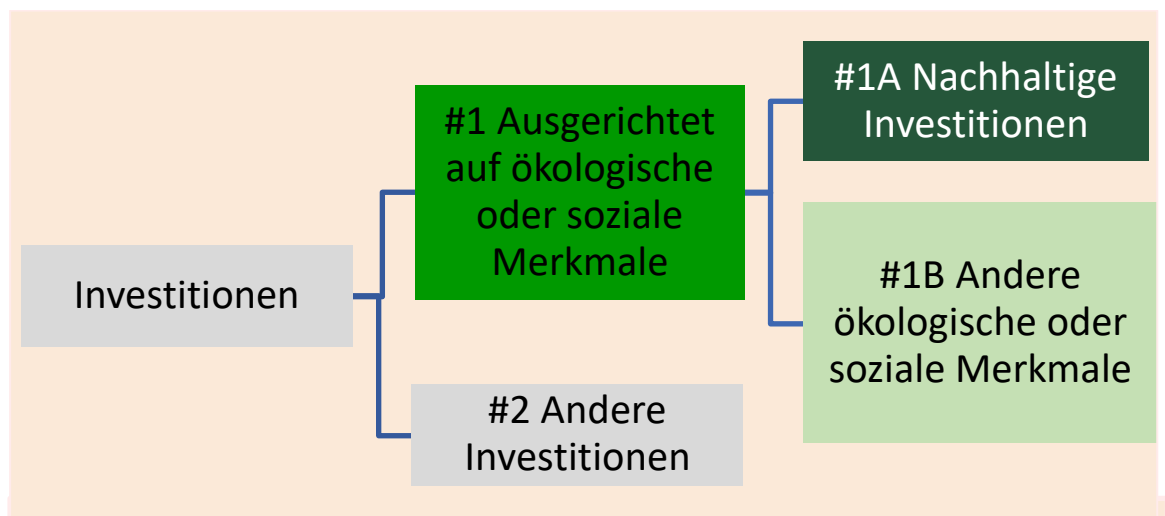 Investitionen
#1 Ausgerichtet
auf ökologische
oder soziale
Merkmale
#2 Andere
Investitionen
#1A Nachhaltige
Investitionen
#1B Andere
ökologische oder
soziale Merkmale